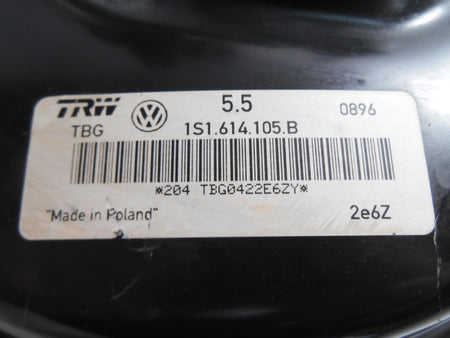 TRW 5.5 0896
TBG 1S1.614.105.B
*204 TBG0422E6ZY*
"Made in Poland" 2e6Z